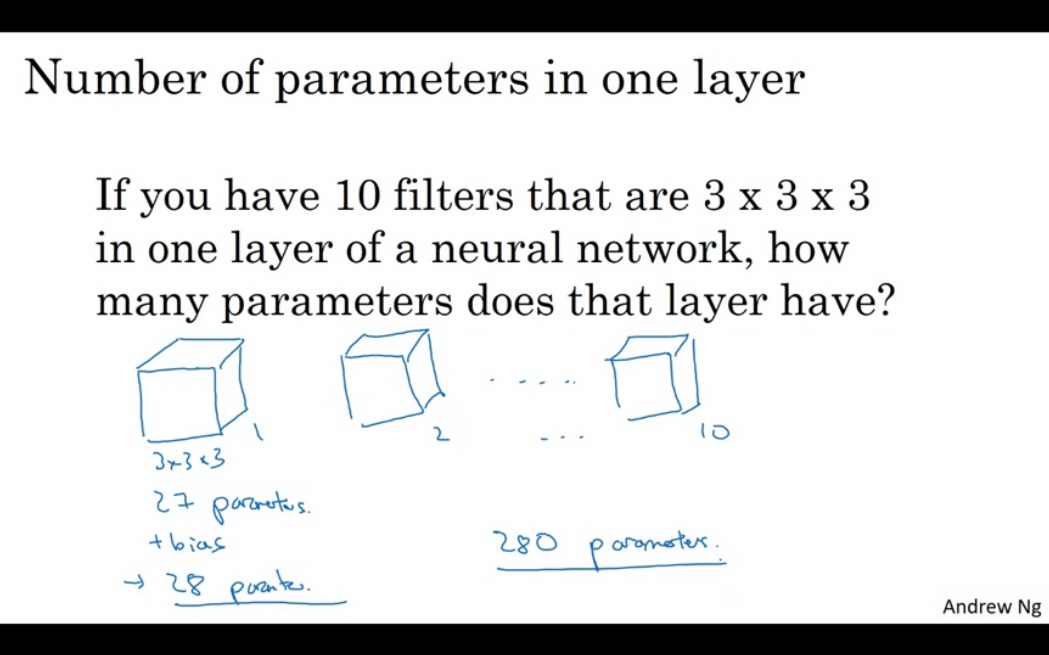 Number of parameters in one layer
If you have 10 filters that are 3 x 3 x 3
in one layer of a neural network, how
many parameters does that layer have?
1 2 ..... ... 10
3x3x3
27 parameters.
+ bias
→ 28 paramters.
280 parameters.
Andrew Ng